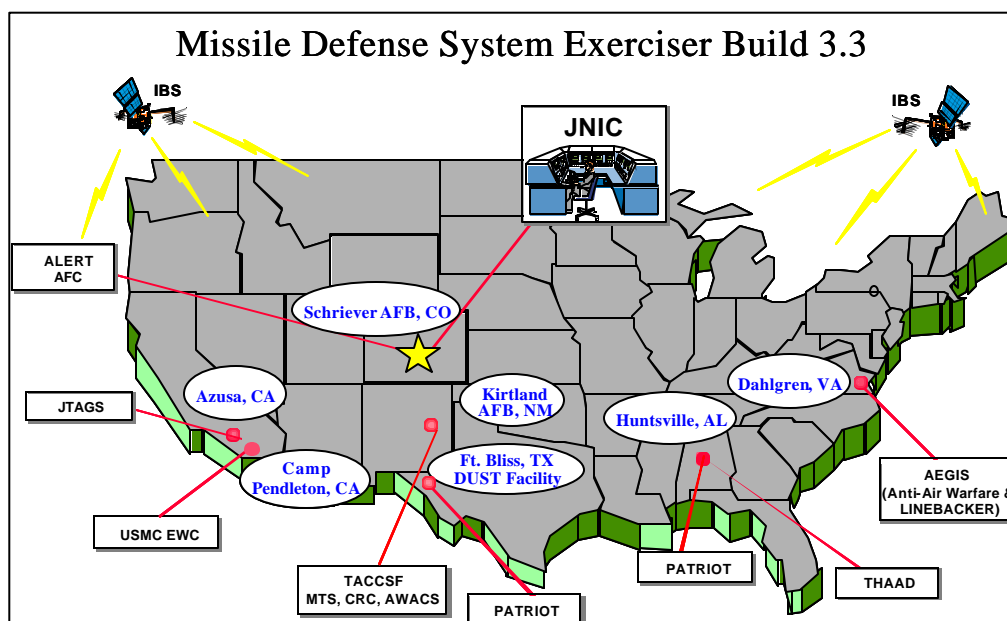 Missile Defense System Exerciser Build 3.3
IBS
IBS
JNIC
ALERT
AFC
Schriever AFB, CO
Azusa, CA
Kirtland
AFB, NM
Dahlgren, VA
Huntsville, AL
JTAGS
Camp
Pendleton, CA
Ft. Bliss, TX
DUST Facility
AEGIS
(Anti-Air Warfare &
LINEBACKER)
USMC EWC
TACCSF
MTS, CRC, AWACS
PATRIOT
PATRIOT
THAAD